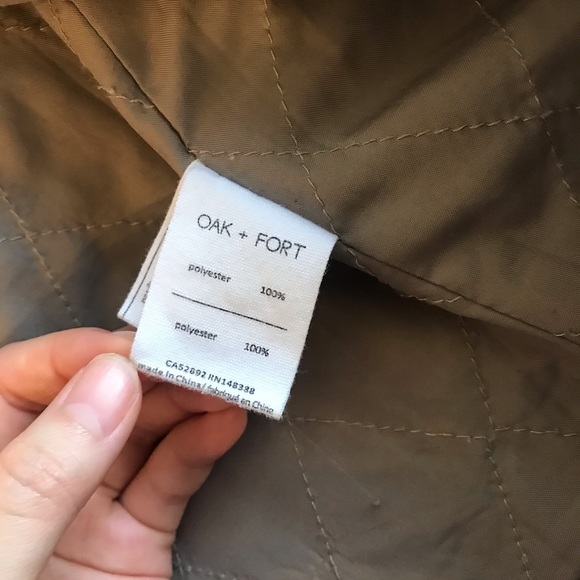 OAK + FORT
polyester 100%
polyester 100%
CA52892 RN148388
made in China/ fabriqué en Chine